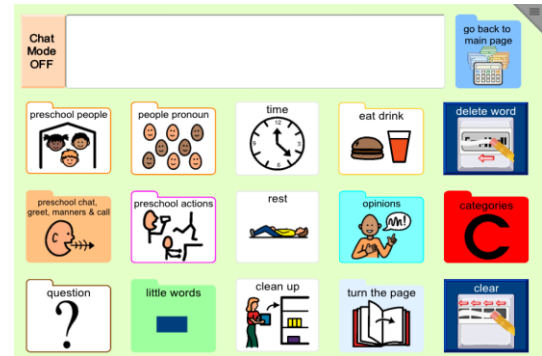 Chat
Mode
OFF
go back to
main page
preschool people
people pronoun
time
eat drink
delete word
preschool chat,
greet, manners & call
preschool actions
rest
opinions
m!
categories
C
question
?
little words
clean up
turn the page
clear